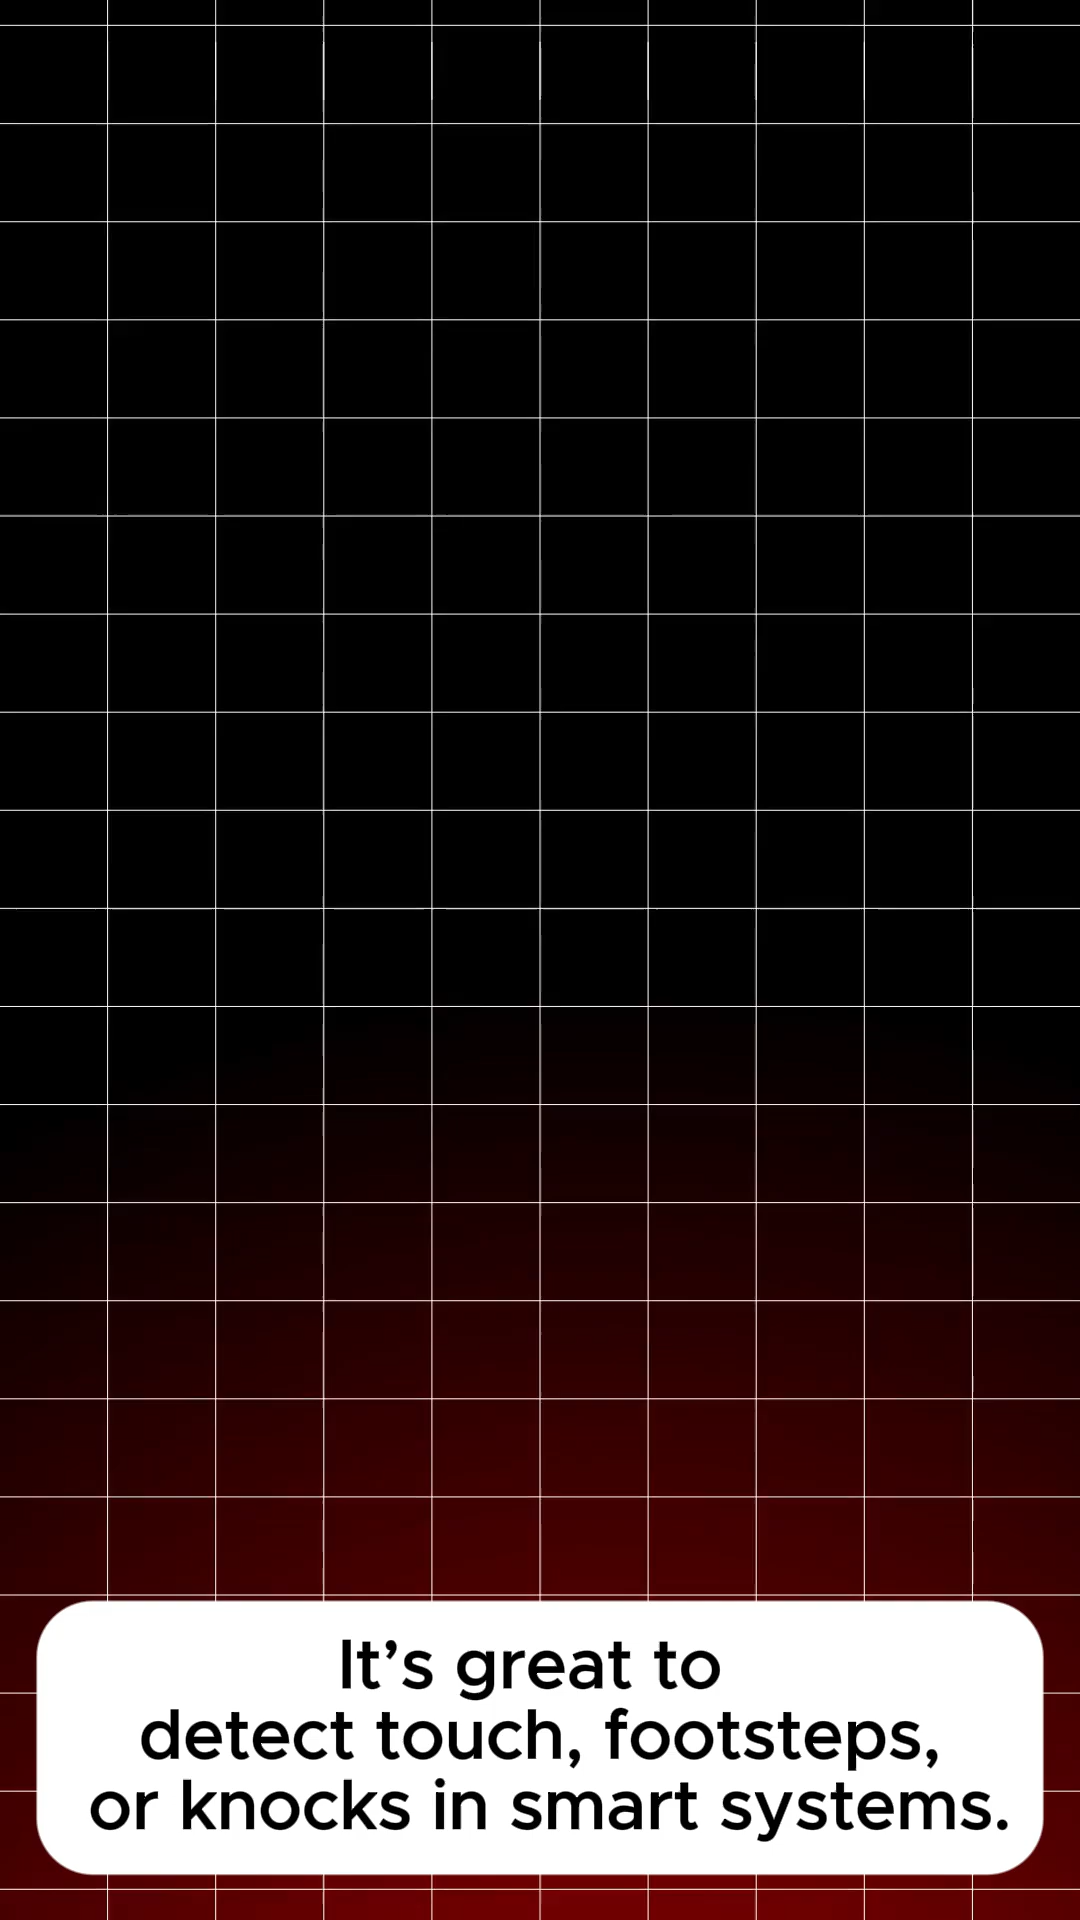 It’s great to
detect touch, footsteps,
or knocks in smart systems.